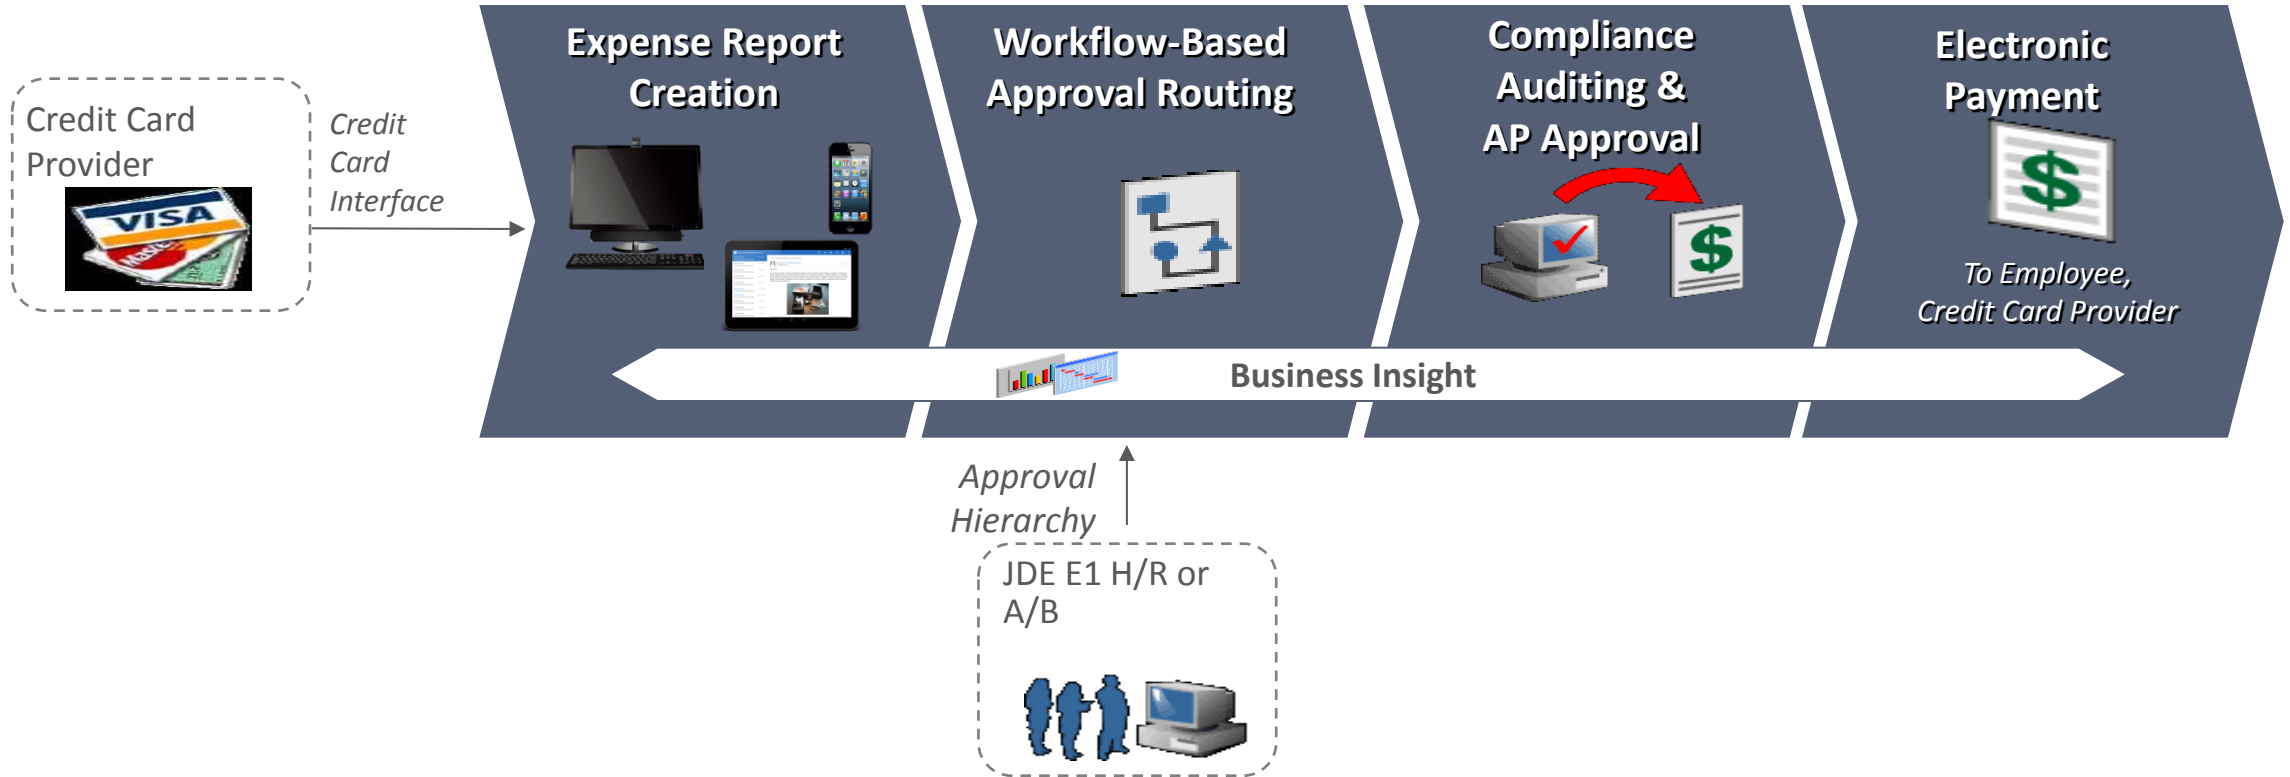 Expense Report
Creation
Workflow-Based
Approval Routing
Compliance
Auditing &
AP Approval
Electronic
Payment
Credit Card
Provider
VISA
Credit
Card
Interface
$
$
To Employee,
Credit Card Provider
Business Insight
Approval
Hierarchy
JDE E1 H/R or
A/B